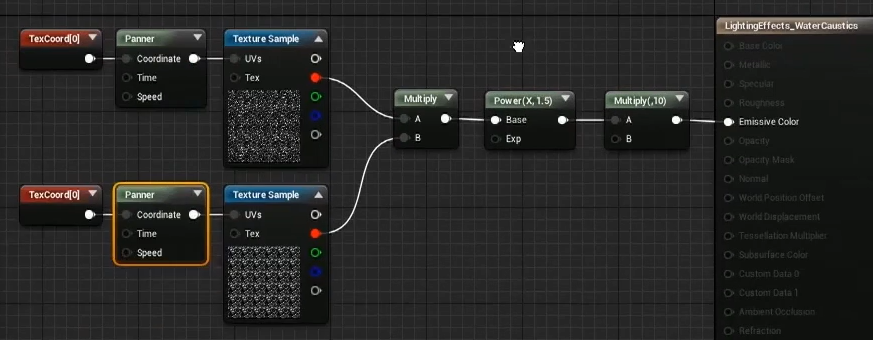 LightingEffects_WaterCaustics
TexCoord[0]
Panner
Coordinate
Time
Speed
Texture Sample
UVs
Tex
Multiply
A
B
Power(X, 1.5)
Base
Exp
Multiply(,10)
A
B
TexCoord[0]
Panner
Coordinate
Time
Speed
Texture Sample
UVs
Tex
Base Color
Metallic
Specular
Roughness
Emissive Color
Opacity
Opacity Mask
Normal
World Position Offset
World Displacement
Tessellation Multiplier
Subsurface Color
Custom Data 0
Custom Data 1
Ambient Occlusion
Refraction